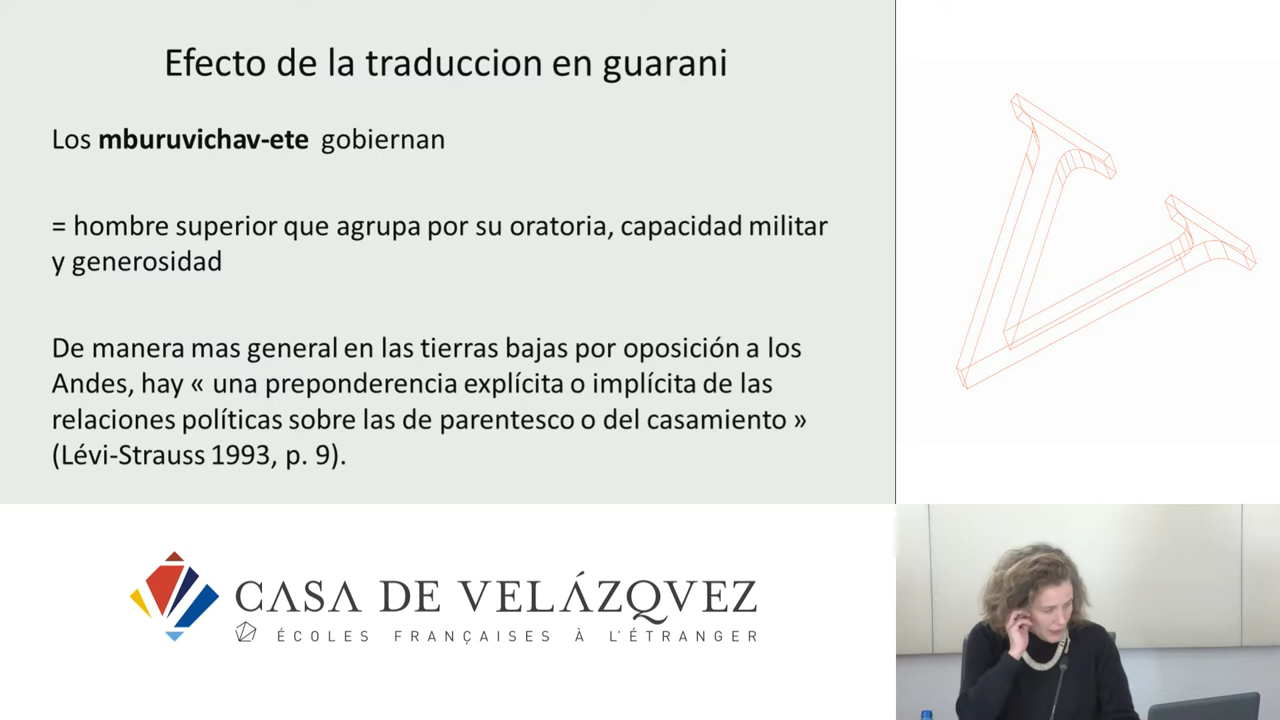 Efecto de la traduccion en guarani
Los mburuvichav-ete gobiernan
= hombre superior que agrupa por su oratoria, capacidad militar
y generosidad
De manera mas general en las tierras bajas por oposición a los
Andes, hay « una preponderencia explícita o implícita de las
relaciones políticas sobre las de parentesco o del casamiento »
(Lévi-Strauss 1993, p. 9).
CASA DE VELÁZQVEZ
ÉCOLES FRANÇAISES À L'ÉTRANGER